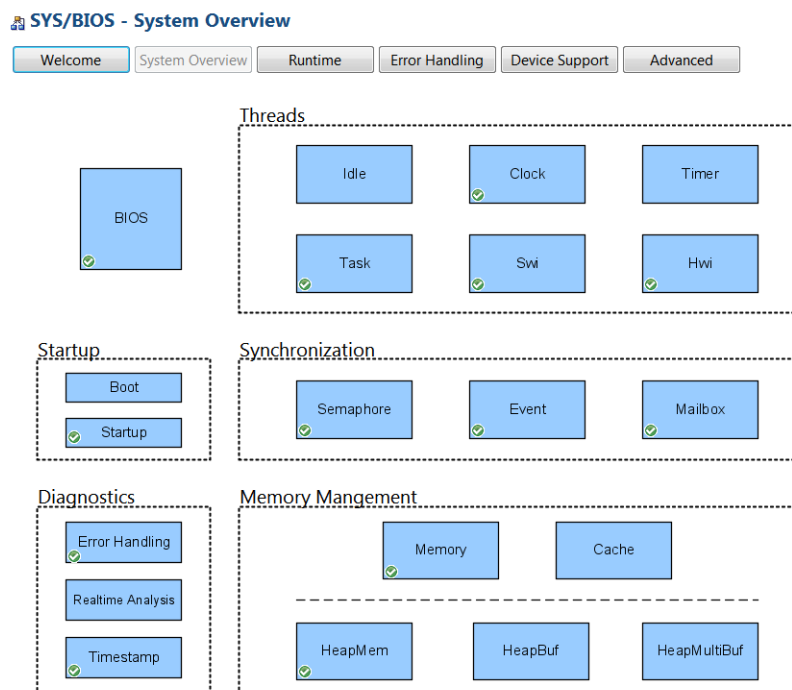 SYS/BIOS - System Overview
Welcome System Overview Runtime Error Handling Device Support Advanced
Threads
Idle Clock Timer
BIOS
Task Swi Hwi
Startup Synchronization
Boot
Semaphore Event Mailbox
Startup
Diagnostics Memory Mangement
Error Handling Memory Cache
Realtime Analysis
Timestamp HeapMem HeapBuf HeapMultiBuf